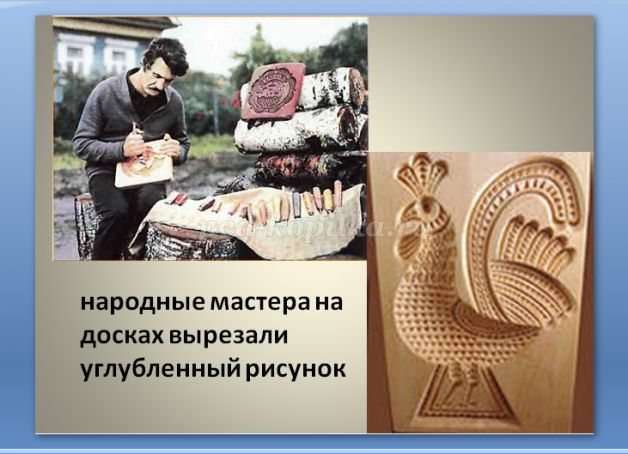 народные мастера на
досках вырезали
углубленный рисунок